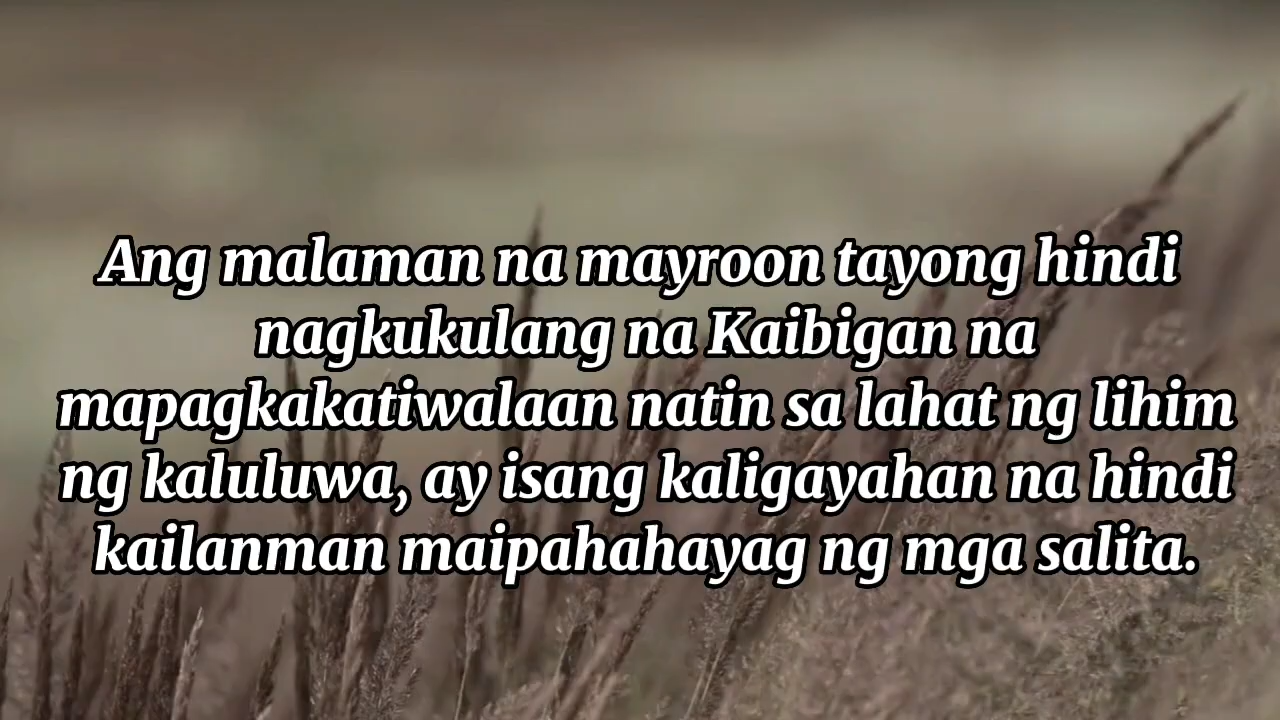 Ang malaman na mayroon tayong hindi
nagkukulang na Kaibigan na
mapagkakatiwalaan natin sa lahat ng lihim
ng kaluluwa, ay isang kaligayahan na hindi
kailanman maipahahayag ng mga salita.